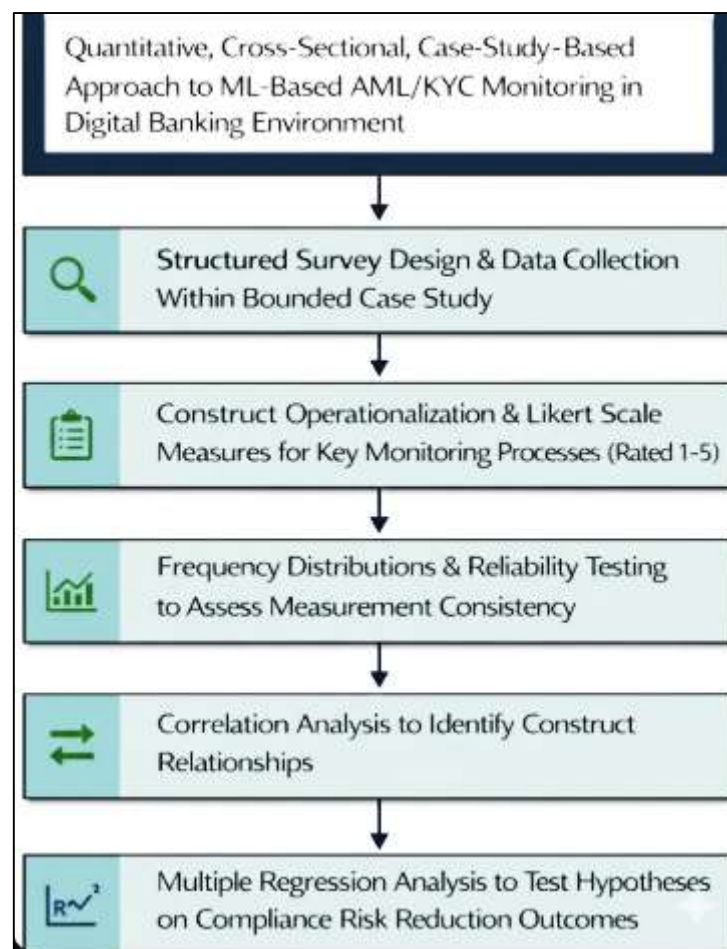 Quantitative, Cross-Sectional, Case-Study-Based
Approach to ML-Based AML/KYC Monitoring in
Digital Banking Environment
Structured Survey Design & Data Collection
Within Bounded Case Study
Construct Operationalization & Likert Scale
Measures for Key Monitoring Processes (Rated 1-5)
Frequency Distributions & Reliability Testing
to Assess Measurement Consistency
Correlation Analysis to Identify Construct
Relationships
R 2
Multiple Regression Analysis to Test Hypotheses
on Compliance Risk Reduction Outcomes